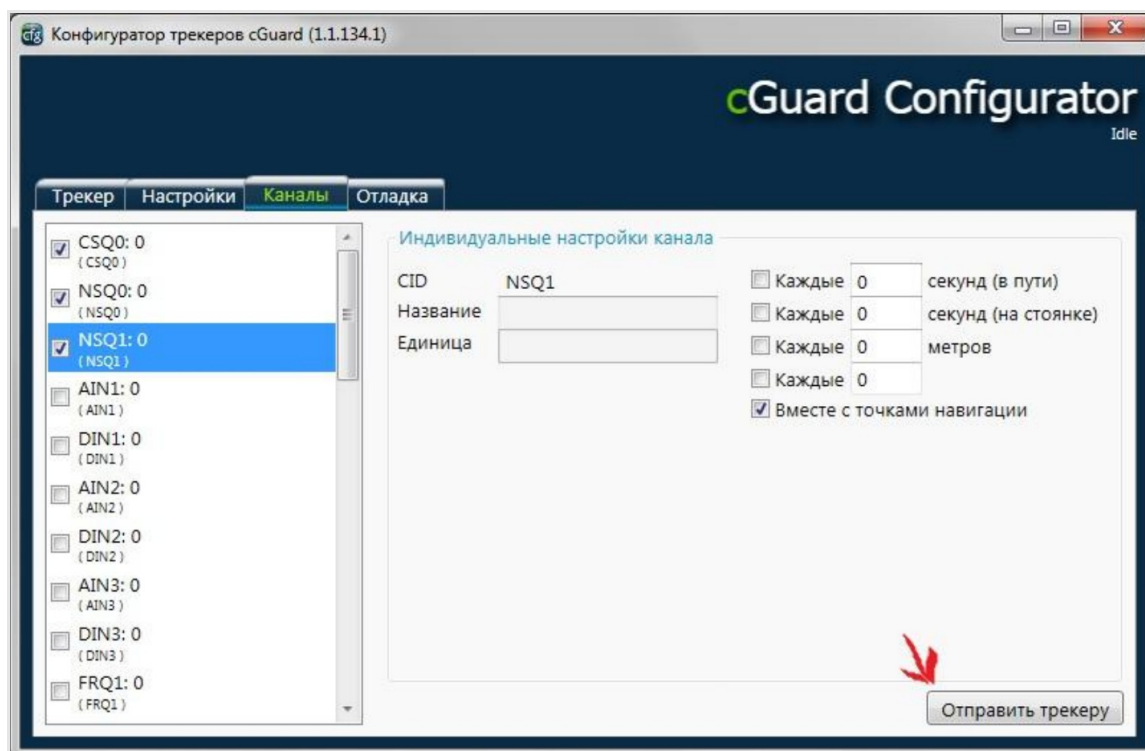 cfg Конфигуратор трекеров cGuard (1.1.134.1)
cGuard Configurator
Idle
Трекер Настройки Каналы Отладка
CSQ0: 0
( CSQ0 )
NSQ0: 0
( NSQ0 )
NSQ1: 0
( NSQ1 )
AIN1: 0
( AIN1 )
DIN1: 0
( DIN1 )
AIN2: 0
( AIN2 )
DIN2: 0
( DIN2 )
AIN3: 0
( AIN3 )
DIN3: 0
( DIN3 )
FRQ1: 0
( FRQ1 )
Индивидуальные настройки канала
CID NSQ1
Название
Единица
Каждые 0 секунд (в пути)
Каждые 0 секунд (на стоянке)
Каждые 0 метров
Каждые 0
Вместе с точками навигации
Отправить трекеру